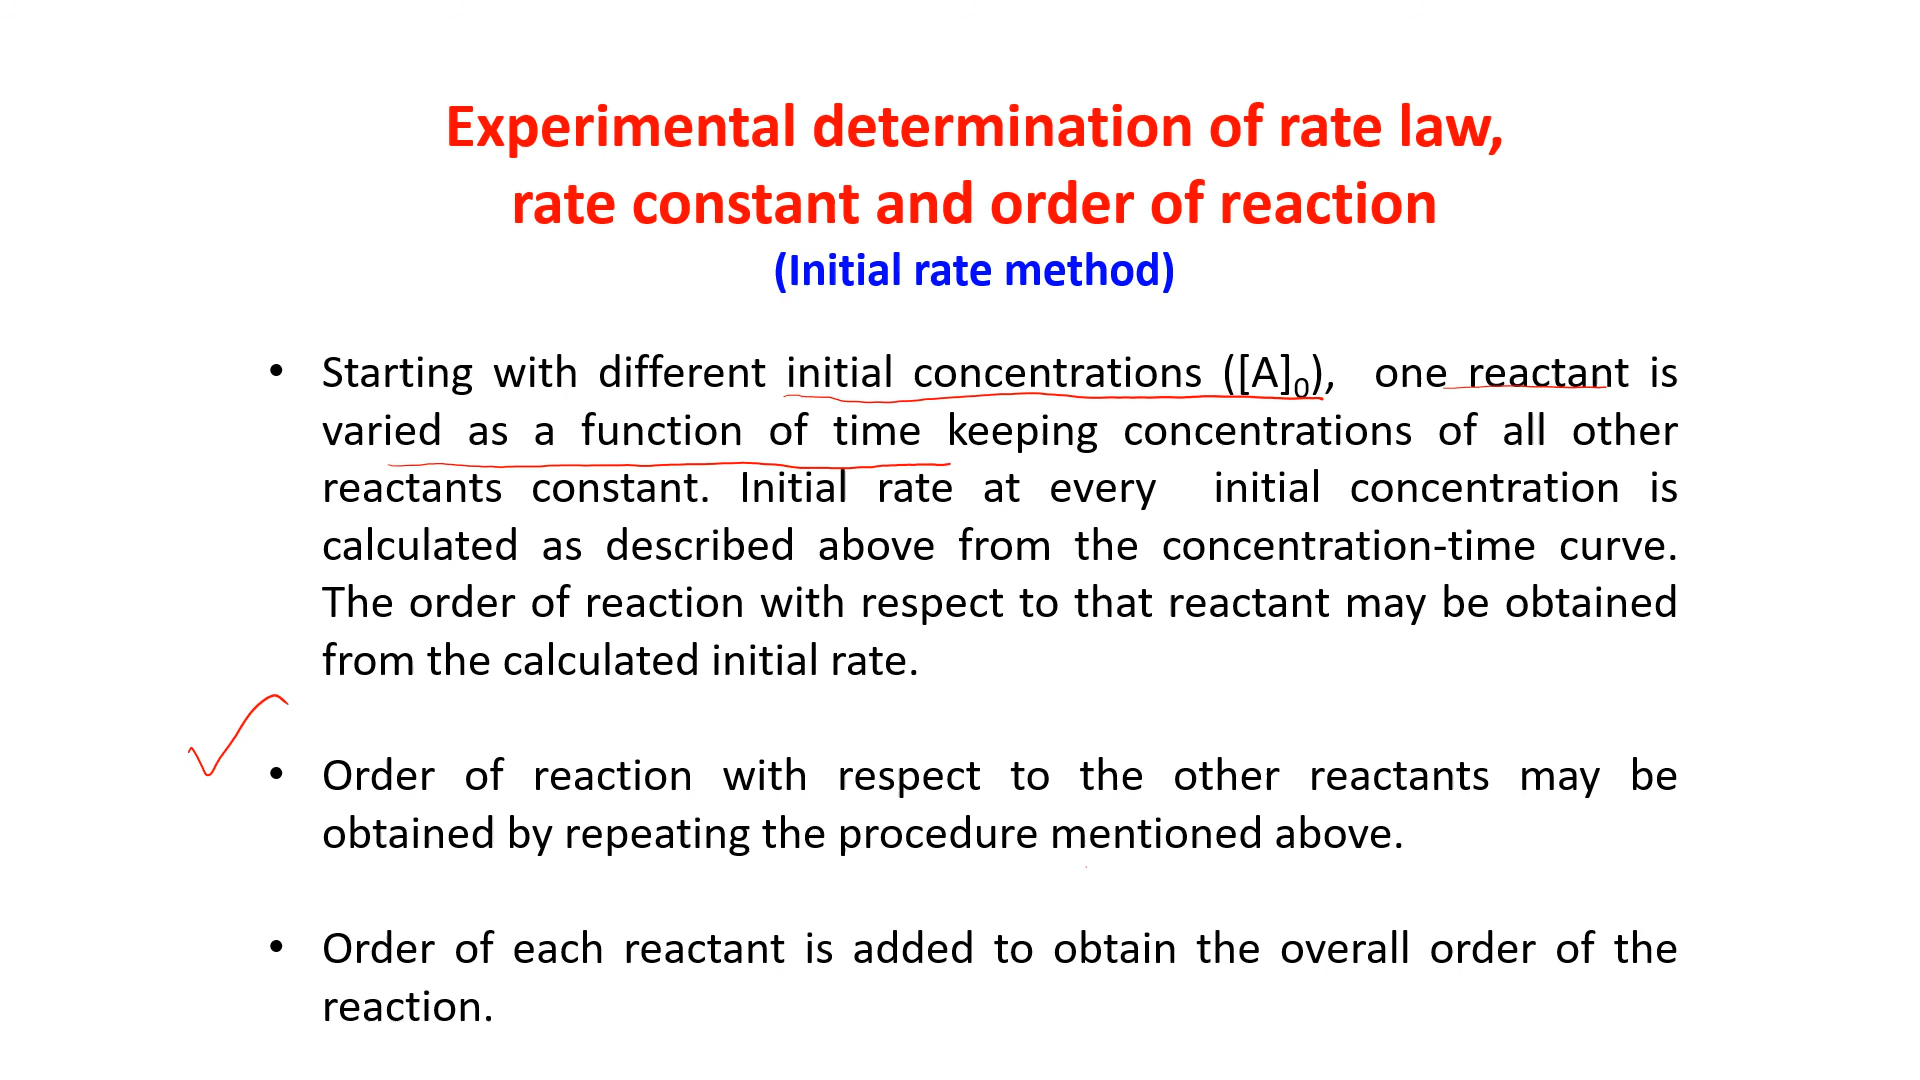 Experimental determination of rate law,
rate constant and order of reaction
(Initial rate method)
• Starting with different initial concentrations ([A]₀), one reactant is
varied as a function of time keeping concentrations of all other
reactants constant. Initial rate at every initial concentration is
calculated as described above from the concentration-time curve.
The order of reaction with respect to that reactant may be obtained
from the calculated initial rate.
• Order of reaction with respect to the other reactants may be
obtained by repeating the procedure mentioned above.
• Order of each reactant is added to obtain the overall order of the
reaction.